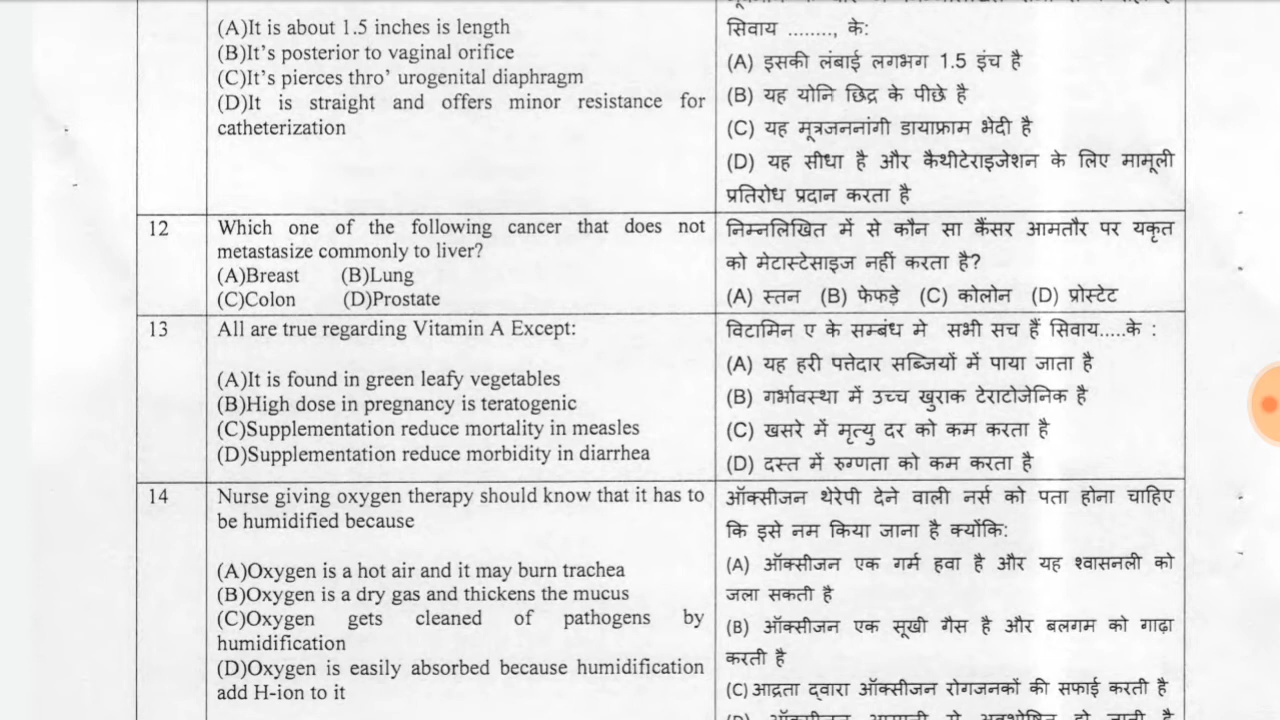 (A)It is about 1.5 inches is length
(B)It's posterior to vaginal orifice
(C)It's pierces thro' urogenital diaphragm
(D)It is straight and offers minor resistance for
catheterization
सिवाय ........, के:
(A) इसकी लंबाई लगभग 1.5 इंच है
(B) यह योनि छिद्र के पीछे है
(C) यह मूत्रजननांगी डायाफ्राम भेदी है
(D) यह सीधा है और कैथीटेराइजेशन के लिए मामूली
प्रतिरोध प्रदान करता है
12
Which one of the following cancer that does not
metastasize commonly to liver?
(A)Breast (B)Lung
(C)Colon (D)Prostate
निम्नलिखित में से कौन सा कैंसर आमतौर पर यकृत
को मेटास्टेसाइज नहीं करता है?
(A) स्तन (B) फेफड़े (C) कोलोन (D) प्रोस्टेट
13
All are true regarding Vitamin A Except:
(A)It is found in green leafy vegetables
(B)High dose in pregnancy is teratogenic
(C)Supplementation reduce mortality in measles
(D)Supplementation reduce morbidity in diarrhea
विटामिन ए के सम्बंध मे सभी सच हैं सिवाय.....के :
(A) यह हरी पत्तेदार सब्जियों में पाया जाता है
(B) गर्भावस्था में उच्च खुराक टेराटोजेनिक है
(C) खसरे में मृत्यु दर को कम करता है
(D) दस्त में रुग्णता को कम करता है
14
Nurse giving oxygen therapy should know that it has to
be humidified because
(A)Oxygen is a hot air and it may burn trachea
(B)Oxygen is a dry gas and thickens the mucus
(C)Oxygen gets cleaned of pathogens by
humidification
(D)Oxygen is easily absorbed because humidification
add H-ion to it
ऑक्सीजन थेरेपी देने वाली नर्स को पता होना चाहिए
कि इसे नम किया जाना है क्योंकि:
(A) ऑक्सीजन एक गर्म हवा है और यह श्वासनली को
जला सकती है
(B) ऑक्सीजन एक सूखी गैस है और बलगम को गाढ़ा
करती है
(C) आद्रता द्वारा ऑक्सीजन रोगजनकों की सफाई करती है